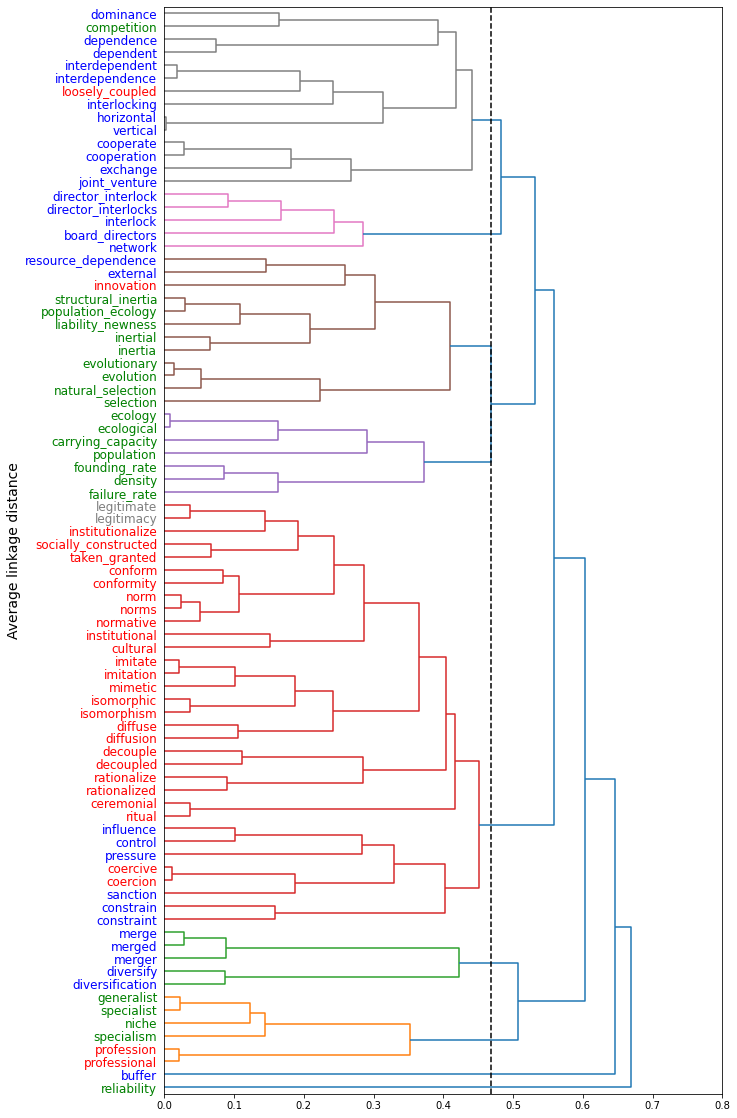 dominance
competition
dependence
dependent
interdependent
interdependence
loosely_coupled
interlocking
horizontal
vertical
cooperate
cooperation
exchange
joint_venture
director_interlock
director_interlocks
interlock
board_directors
network
resource_dependence
external
innovation
structural_inertia
population_ecology
liability_newness
inertial
inertia
evolutionary
evolution
natural_selection
selection
ecology
ecological
carrying_capacity
population
founding_rate
density
failure_rate
legitimate
legitimacy
institutionalize
socially_constructed
taken_granted
conform
conformity
norm
norms
normative
institutional
cultural
imitate
imitation
mimetic
isomorphic
isomorphism
diffuse
diffusion
decouple
decoupled
rationalize
rationalized
ceremonial
ritual
influence
control
pressure
coercive
coercion
sanction
constrain
constraint
merge
merged
merger
diversify
diversification
generalist
specialist
niche
specialism
profession
professional
buffer
reliability
Average linkage distance
0.0 0.1 0.2 0.3 0.4 0.5 0.6 0.7 0.8